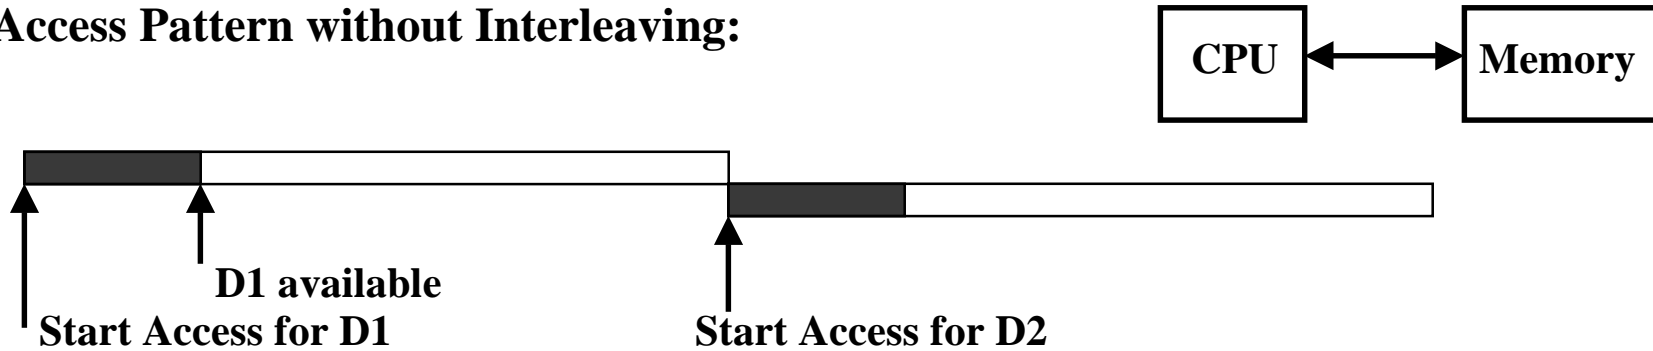 Access Pattern without Interleaving:
CPU
Memory
D1 available
Start Access for D1
Start Access for D2